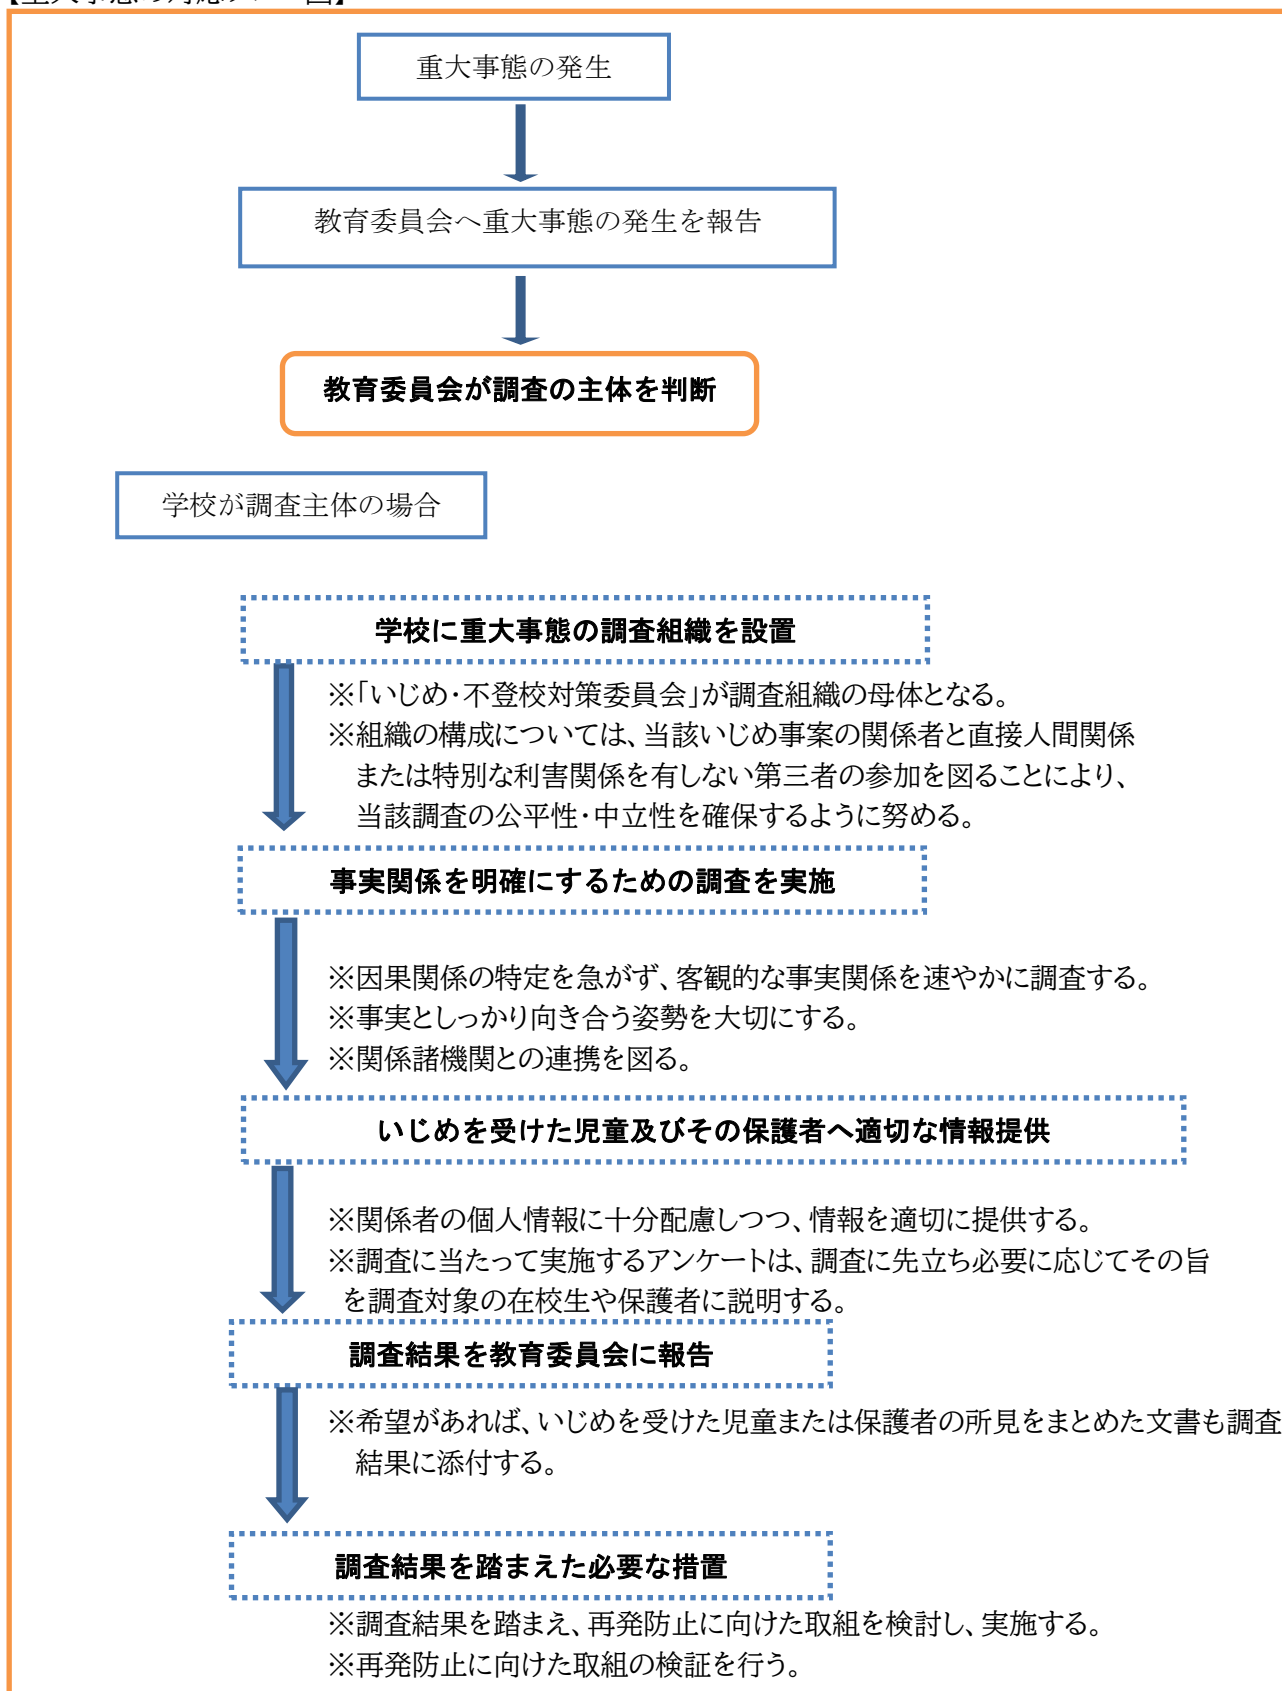 【重大事態の対応フロー図】
重大事態の発生
教育委員会へ重大事態の発生を報告
教育委員会が調査の主体を判断
学校が調査主体の場合
学校に重大事態の調査組織を設置
※「いじめ・不登校対策委員会」が調査組織の母体となる。
※組織の構成については、当該いじめ事案の関係者と直接人間関係
または特別な利害関係を有しない第三者の参加を図ることにより、
当該調査の公平性・中立性を確保するように努める。
事実関係を明確にするための調査を実施
※因果関係の特定を急がず、客観的な事実関係を速やかに調査する。
※事実としっかり向き合う姿勢を大切にする。
※関係諸機関との連携を図る。
いじめを受けた児童及びその保護者へ適切な情報提供
※関係者の個人情報に十分配慮しつつ、情報を適切に提供する。
※調査に当たって実施するアンケートは、調査に先立ち必要に応じてその旨
を調査対象の在校生や保護者に説明する。
調査結果を教育委員会に報告
※希望があれば、いじめを受けた児童または保護者の所見をまとめた文書も調査
結果に添付する。
調査結果を踏まえた必要な措置
※調査結果を踏まえ、再発防止に向けた取組を検討し、実施する。
※再発防止に向けた取組の検証を行う。